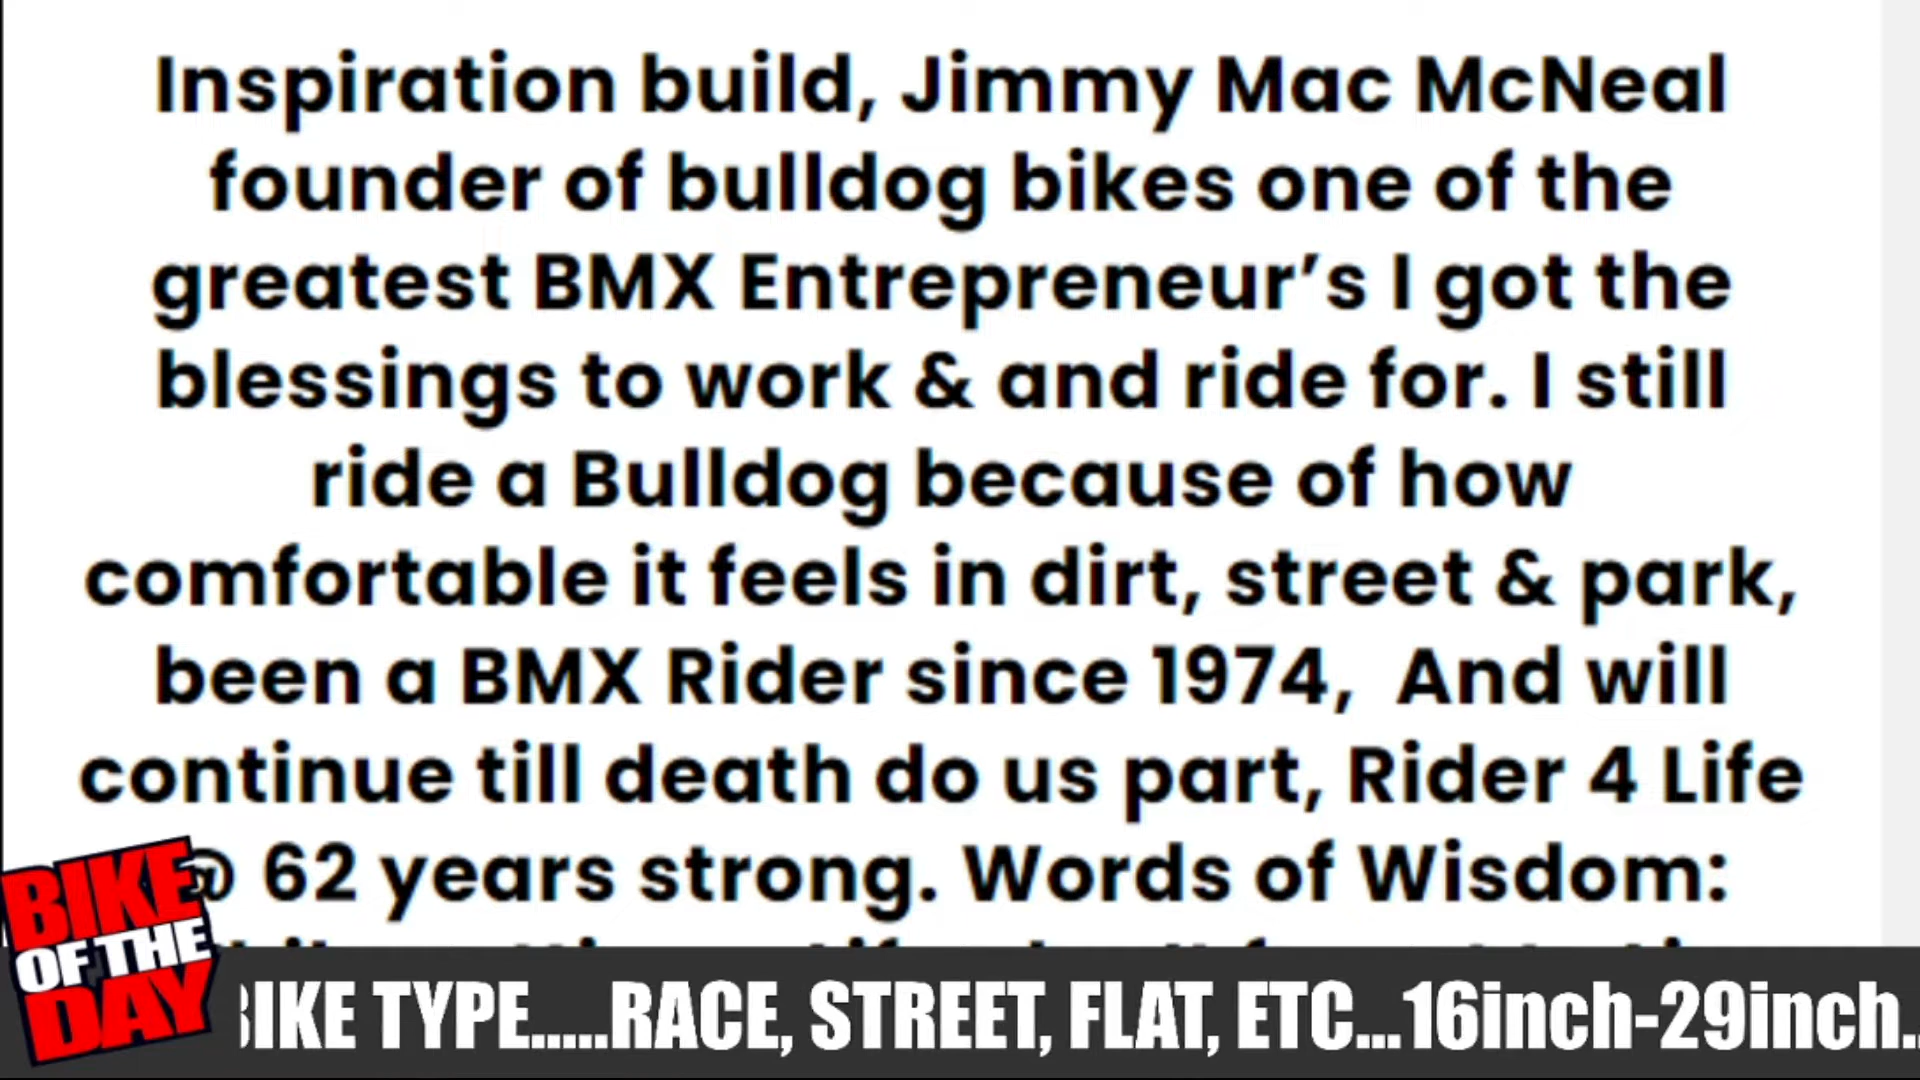 Inspiration build, Jimmy Mac McNeal
founder of bulldog bikes one of the
greatest BMX Entrepreneur’s I got the
blessings to work & and ride for. I still
ride a Bulldog because of how
comfortable it feels in dirt, street & park,
been a BMX Rider since 1974,  And will
continue till death do us part, Rider 4 Life
@ 62 years strong. Words of Wisdom:
BIKE
OF THE
DAY
BIKE TYPE.....RACE, STREET, FLAT, ETC...16inch-29inch..